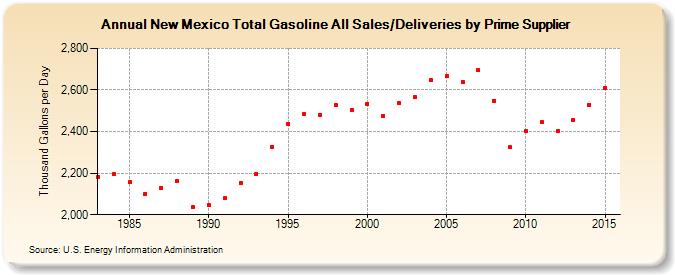 Annual New Mexico Total Gasoline All Sales/Deliveries by Prime Supplier
Thousand Gallons per Day
2,800
2,600
2,400
2,200
2,000
1985 1990 1995 2000 2005 2010 2015
Source: U.S. Energy Information Administration